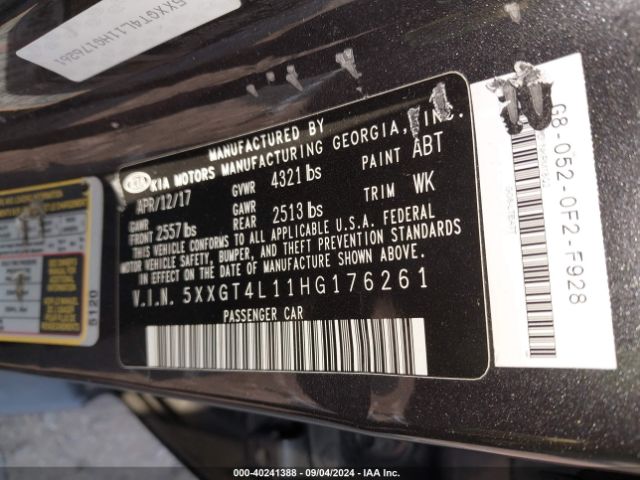 5XXGT4L11HG176261
KIA
MANUFACTURED BY
KIA MOTORS MANUFACTURING GEORGIA, INC.
APR/12/17 GVWR 4321 lbs PAINT ABT
GAWR FRONT 2557 lbs GAWR REAR 2513 lbs TRIM WK
THIS VEHICLE CONFORMS TO ALL APPLICABLE U.S.A. FEDERAL
MOTOR VEHICLE SAFETY, BUMPER, AND THEFT PREVENTION STANDARDS
IN EFFECT ON THE DATE OF MANUFACTURE SHOWN ABOVE.
V.I.N. 5XXGT4L11HG176261
PASSENGER CAR
G8-052-0F2-F928
5120
000-40241388 - 09/04/2024 - IAA Inc.